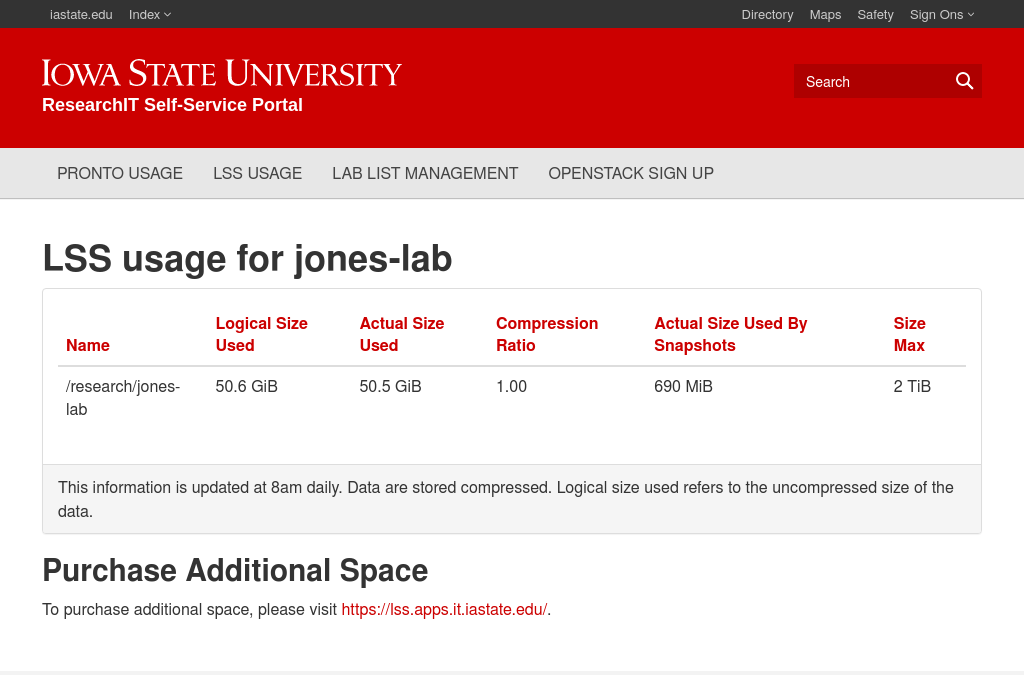 iastate.edu Index Directory Maps Safety Sign Ons
IOWA STATE UNIVERSITY
ResearchIT Self-Service Portal
Search
PRONTO USAGE LSS USAGE LAB LIST MANAGEMENT OPENSTACK SIGN UP
LSS usage for jones-lab
Logical Size Actual Size Compression Actual Size Used By Size
Name Used Used Ratio Snapshots Max
/research/jones- 50.6 GiB 50.5 GiB 1.00 690 MiB 2 TiB
lab
This information is updated at 8am daily. Data are stored compressed. Logical size used refers to the uncompressed size of the
data.
Purchase Additional Space
To purchase additional space, please visit https://lss.apps.it.iastate.edu/.